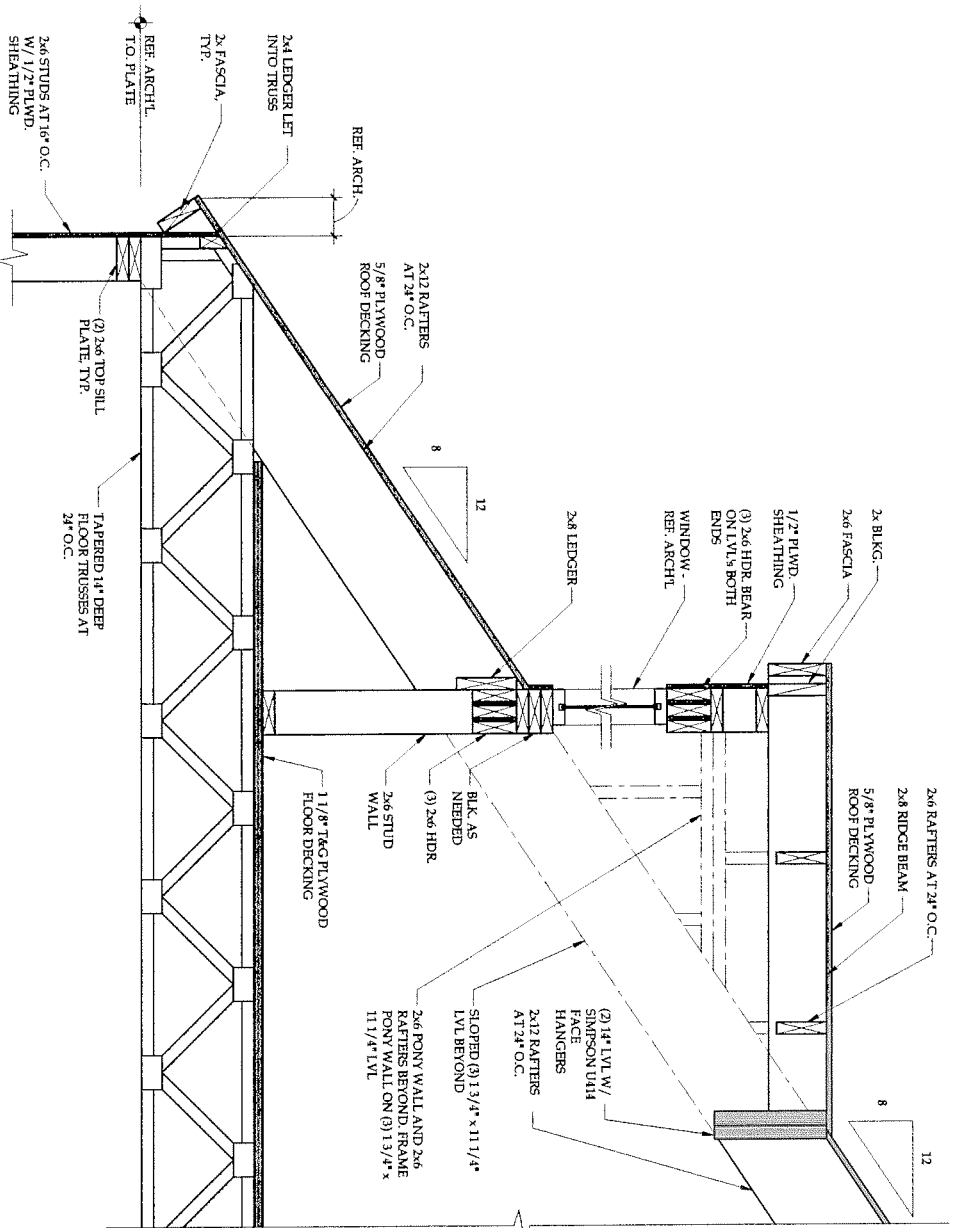 2x6 RAFTERS AT 24" O.C.
2x8 RIDGE BEAM
5/8" PLYWOOD
ROOF DECKING
2x BLKG.
2x6 FASCIA
1/2" PLWD.
SHEATHING
(3) 2x6 HDR. BEAR
ON LVL's BOTH
ENDS
WINDOW -
REF. ARCH'L
2x8 LEDGER
8
12
8
12
2x12 RAFTERS
AT 24" O.C.
5/8" PLYWOOD
ROOF DECKING
REF. ARCH.
2x4 LEDGER LET
INTO TRUSS
2x FASCIA,
TYP.
REF. ARCH'L
T.O. PLATE
2x6 STUDS AT 16" O.C.
W/ 1/2" PLWD.
SHEATHING
(2) 2x6 TOP SILL
PLATE, TYP.
TAPERED 14" DEEP
FLOOR TRUSSES AT
24" O.C.
1 1/8" T&G PLYWOOD
FLOOR DECKING
2x6 STUD
WALL
(3) 2x6 HDR.
BLK. AS
NEEDED
(2) 14" LVL W/
SIMPSON U414
FACE
HANGERS
2x12 RAFTERS
AT 24" O.C.
SLOPED (3) 1 3/4" x 11 1/4"
LVL BEYOND
2x6 PONY WALL AND 2x6
RAFTERS BEYOND. FRAME
PONY WALL ON (3) 1 3/4" x
11 1/4" LVL